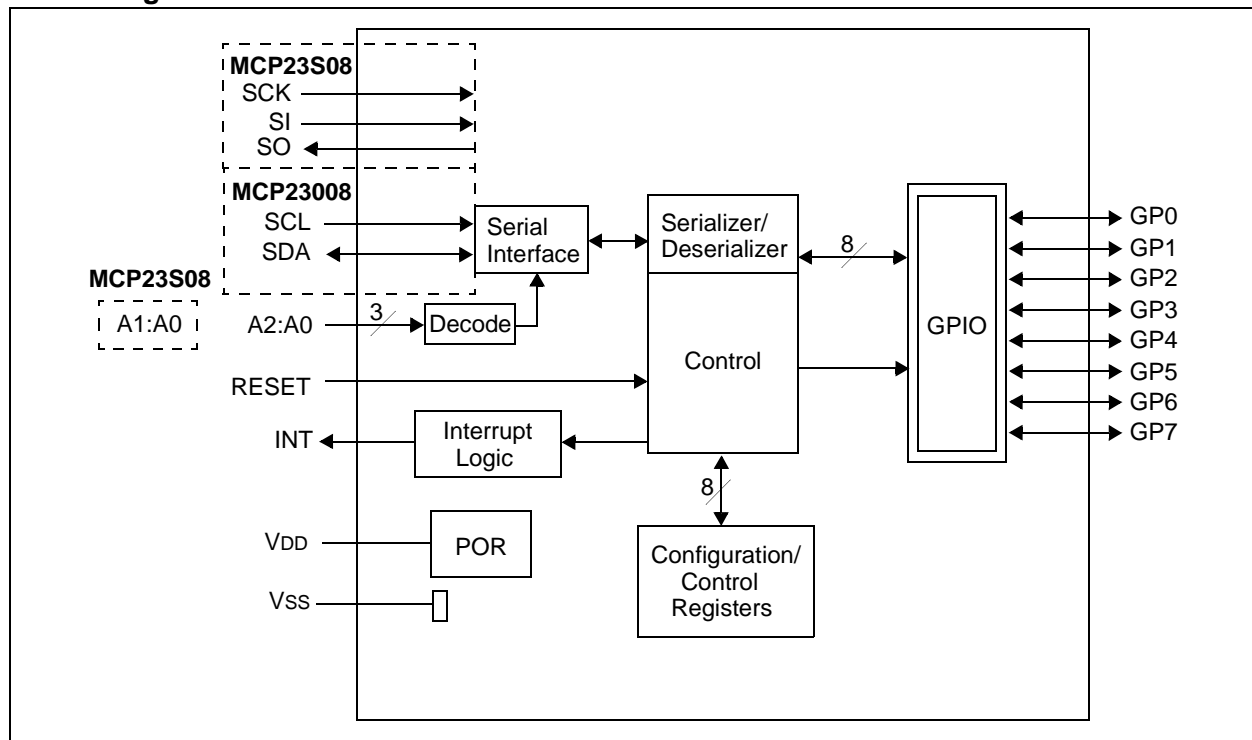 MCP23S08
SCK
SI
SO
MCP23008
SCL
SDA
MCP23S08
A1:A0
A2:A0
3
Decode
Serial
Interface
Serializer/
Deserializer
8
Control
GPIO
GP0
GP1
GP2
GP3
GP4
GP5
GP6
GP7
RESET
INT
Interrupt
Logic
8
VDD
POR
Configuration/
Control
Registers
VSS